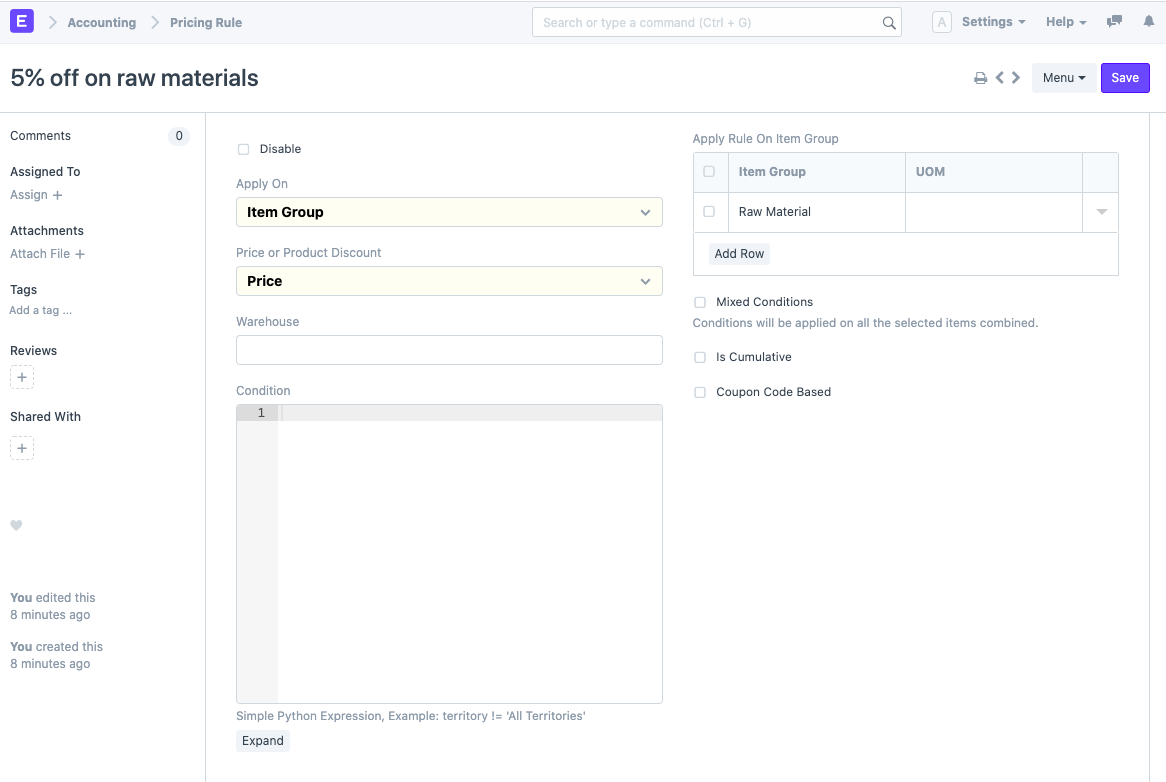 E Accounting Pricing Rule Search or type a command (Ctrl + G) A Settings Help
5% off on raw materials
Menu Save
Comments 0
Assigned To
Assign +
Attachments
Attach File +
Tags
Add a tag ...
Reviews
+
Shared With
+
You edited this
8 minutes ago
You created this
8 minutes ago
Disable
Apply On
Item Group
Price or Product Discount
Price
Warehouse
Condition
1
Simple Python Expression, Example: territory != 'All Territories'
Expand
Apply Rule On Item Group
Item Group UOM
Raw Material
Add Row
Mixed Conditions
Conditions will be applied on all the selected items combined.
Is Cumulative
Coupon Code Based